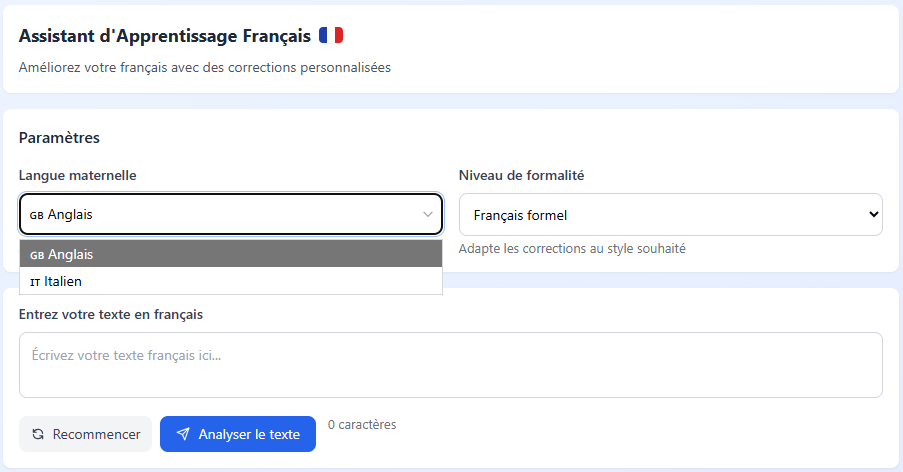 Assistant d'Apprentissage Français
Améliorez votre français avec des corrections personnalisées
Paramètres
Langue maternelle
Niveau de formalité
GB Anglais
Français formel
GB Anglais
IT Italien
Adapte les corrections au style souhaité
Entrez votre texte en français
Écrivez votre texte français ici...
Recommencer
Analyser le texte
0 caractères